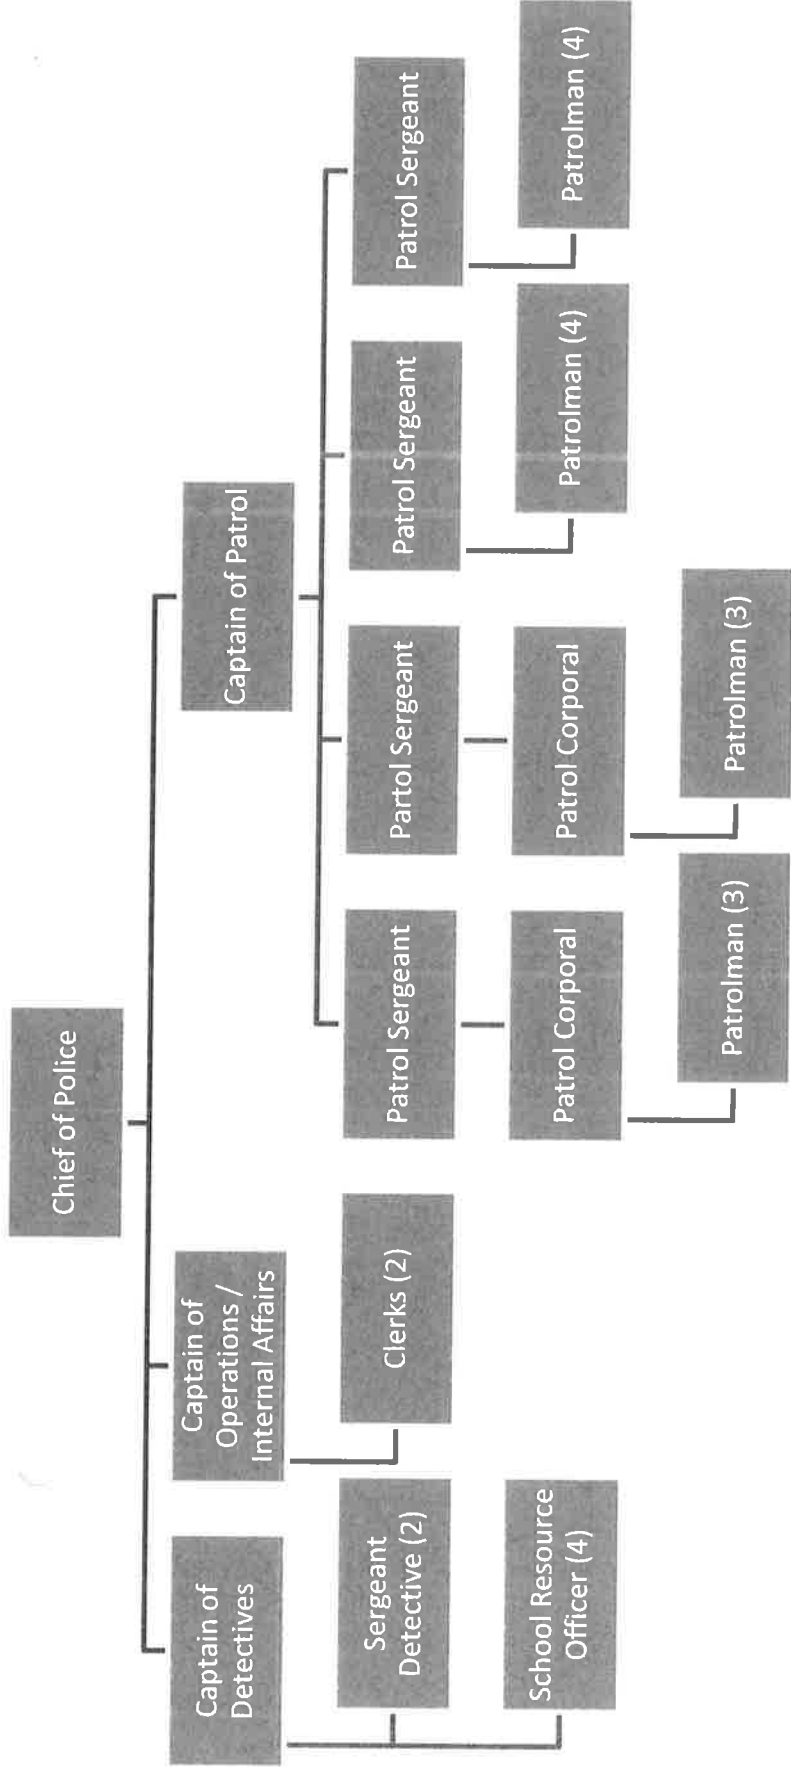 Chief of Police
Captain of
Detectives
Captain of
Operations /
Internal Affairs
Captain of Patrol
Sergeant
Detective (2)
School Resource
Officer (4)
Clerks (2)
Patrol Sergeant
Partol Sergeant
Patrol Sergeant
Patrol Sergeant
Patrol Corporal
Patrol Corporal
Patrolman (4)
Patrolman (4)
Patrolman (3)
Patrolman (3)